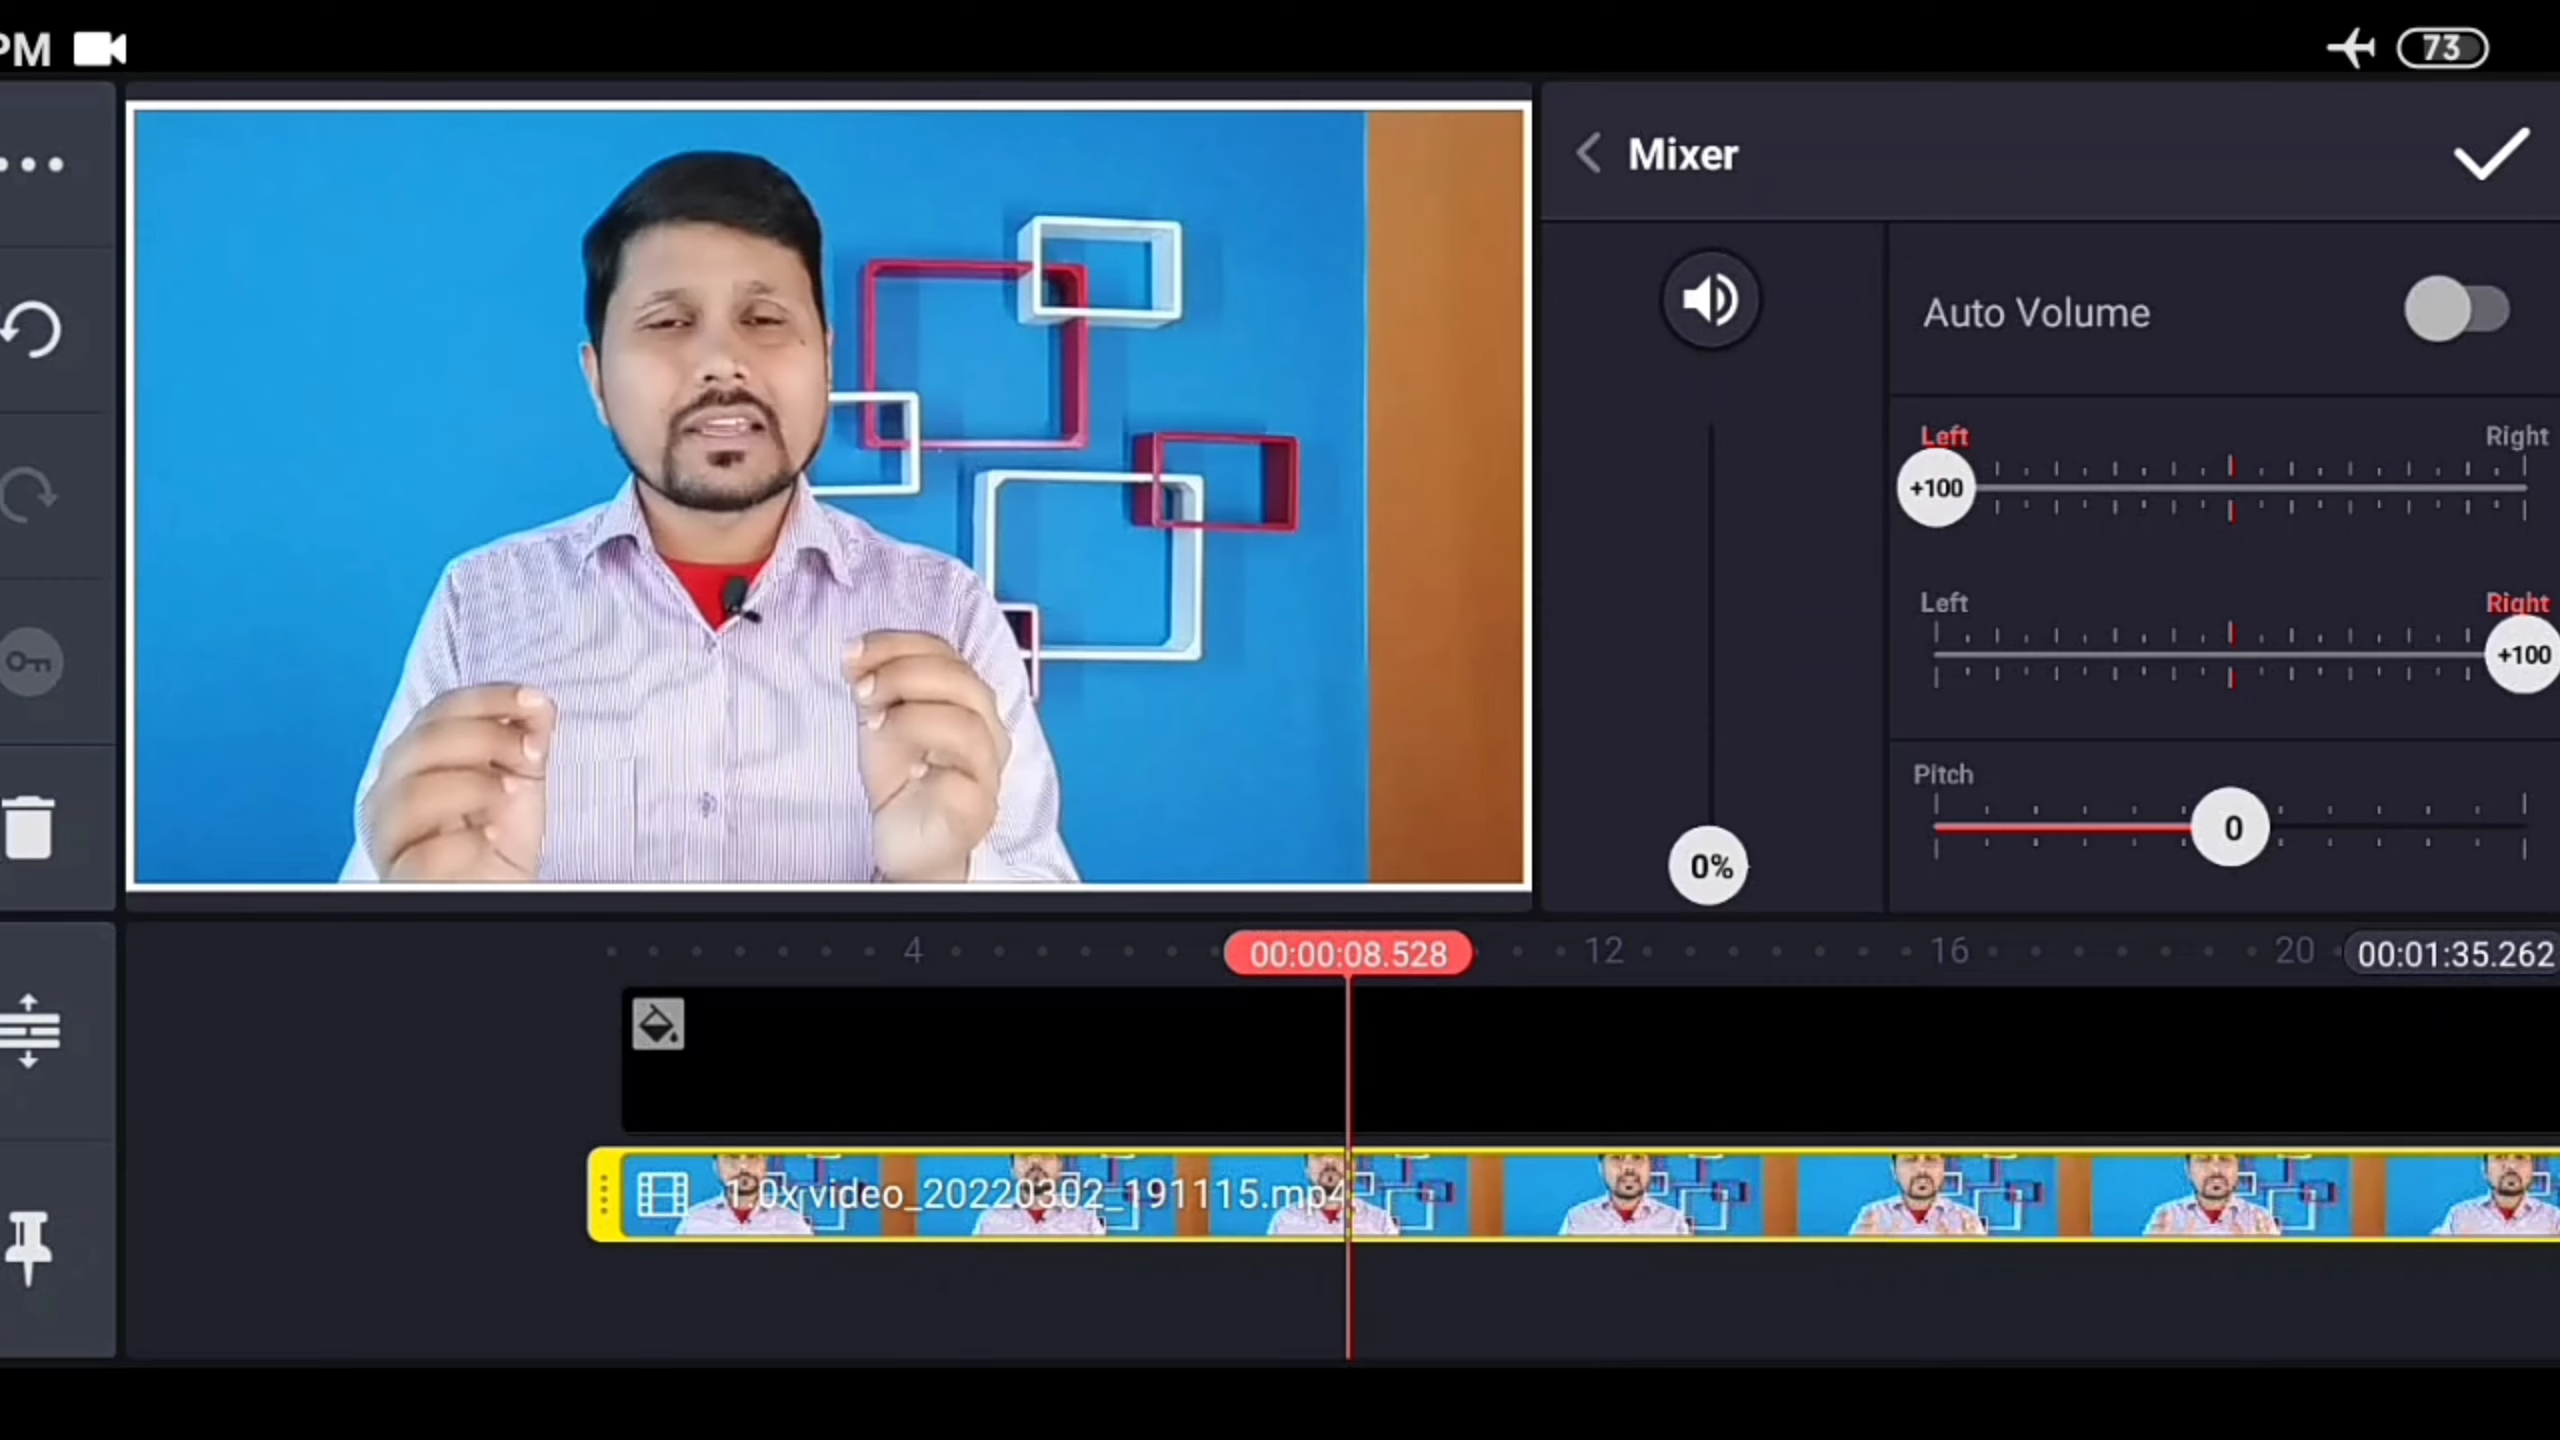 PM
73
Mixer
Auto Volume
Left Right
+100
Left Right
+100
Pitch
0
0%
4 00:00:08.528 12 16 20 00:01:35.262
1.0x video_20220302_191115.mp4